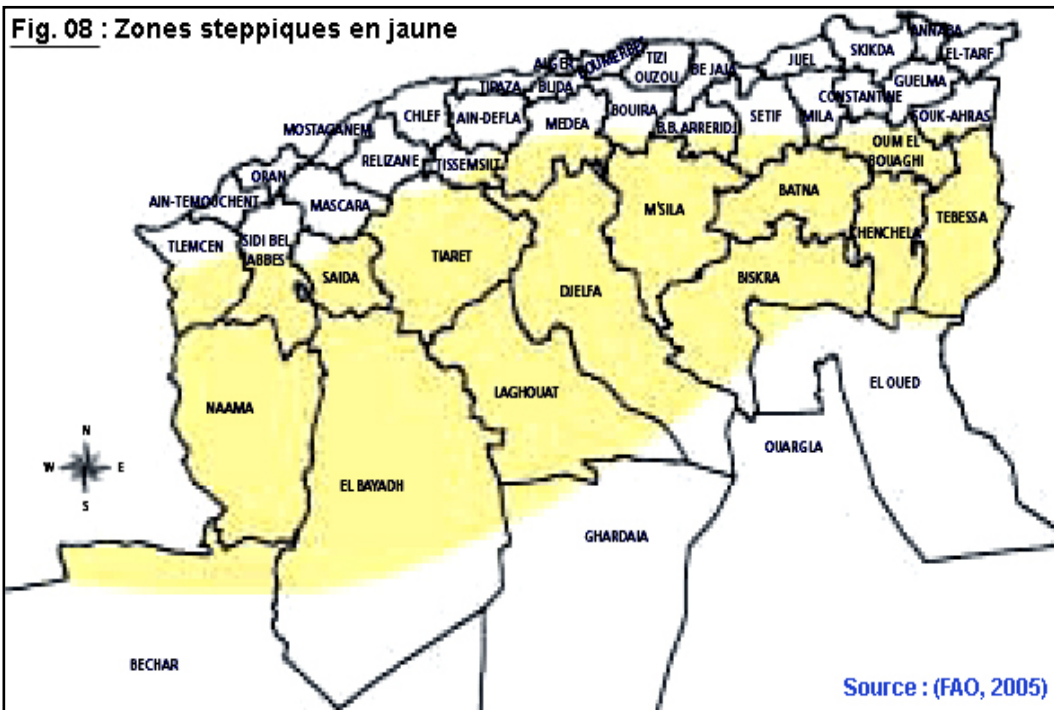 Fig. 08 : Zones steppiques en jaune
ANNABA
SKIKDA
EL-TARF
ALGER
BOUMERBES
TIZI
OUZOU
BEJAIA
JIJEL
GUELMA
TIPAZA
BLIDA
CONSTANTINE
CHLEF
AIN-DEFLA
MEDEA
BOUIRA
SETIF
MILA
SOUK-AHRAS
MOSTAGANEM
B.B. ARRERIDJ
OUM EL
BOUAGHI
RELIZANE
TISSEMSILT
ORAN
BATNA
AIN-TEMOUCHENT
MASCARA
M'SILA
TEBESSA
TLEMCEN
SIDI BEL
ABBES
KHENCHELA
TIARET
SAIDA
BISKRA
DJELFA
EL OUED
LAGHOUAT
NAAMA
OUARGLA
N
W
E
S
EL BAYADH
GHARDAIA
BECHAR
Source : (FAO, 2005)